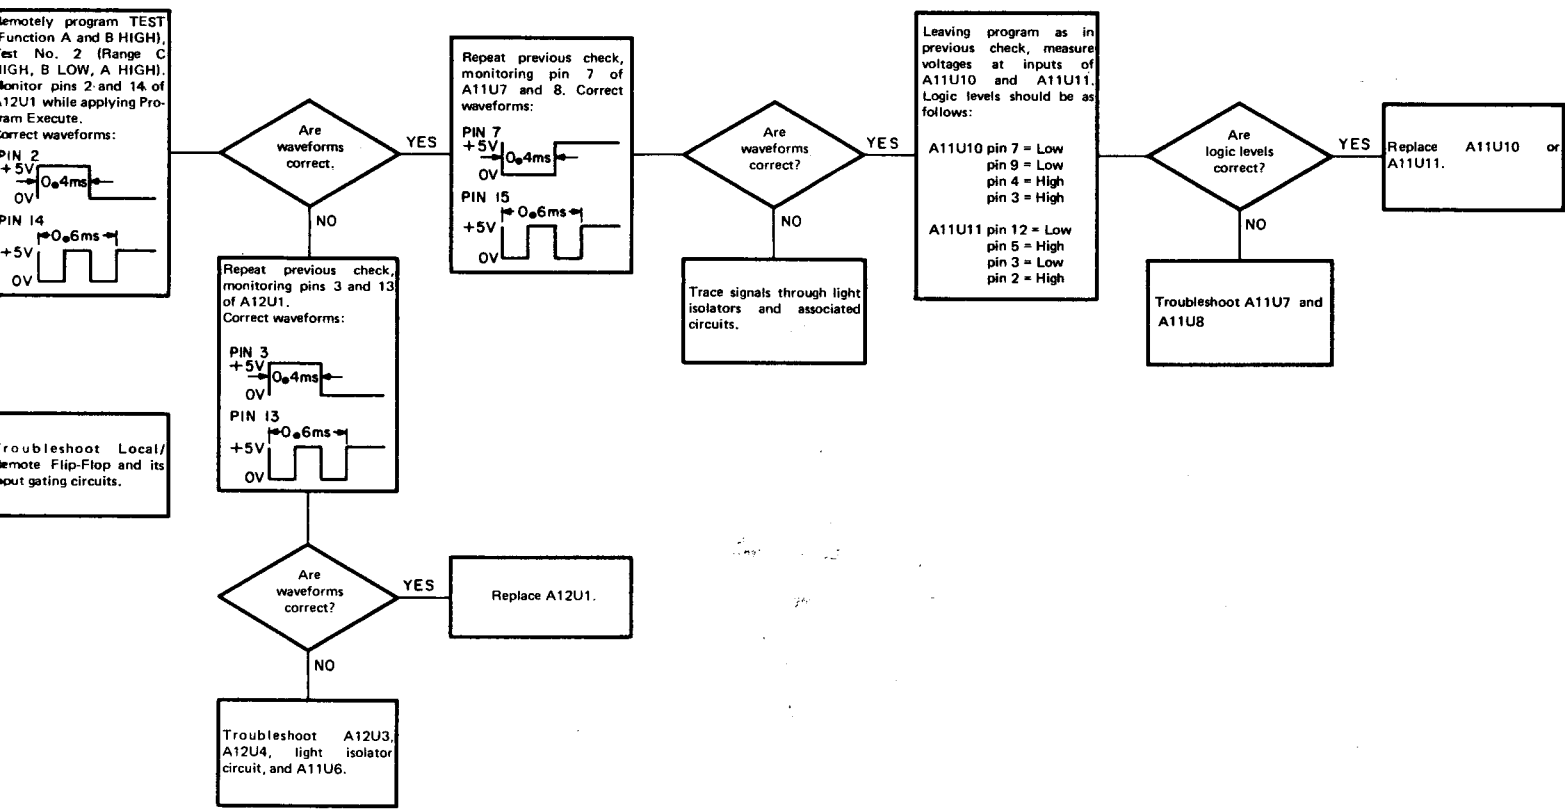 emotely program TEST
Function A and B HIGH),
est No. 2 (Range C
HIGH, B LOW, A HIGH).
onitor pins 2 and 14 of
A12U1 while applying Pro-
ram Execute.
orrect waveforms:
PIN 2
+5V
0.4ms
0V
PIN 14
0.6ms
+5V
0V
Are
waveforms
correct.
YES
NO
Repeat previous check,
monitoring pin 7 of
A11U7 and 8. Correct
waveforms:
PIN 7
+5V
0.4ms
0V
PIN 15
0.6ms
+5V
0V
Are
waveforms
correct?
YES
NO
Trace signals through light
isolators and associated
circuits.
Leaving program as in
previous check, measure
voltages at inputs of
A11U10 and A11U11.
Logic levels should be as
follows:
A11U10 pin 7 = Low
pin 9 = Low
pin 4 = High
pin 3 = High
A11U11 pin 12 = Low
pin 5 = High
pin 3 = Low
pin 2 = High
Are
logic levels
correct?
YES
NO
Replace A11U10 or
A11U11.
Troubleshoot A11U7 and
A11U8
Repeat previous check,
monitoring pins 3 and 13
of A12U1.
Correct waveforms:
PIN 3
+5V
0.4ms
0V
PIN 13
0.6ms
+5V
0V
roubleshoot Local/
emote Flip-Flop and its
nput gating circuits.
Are
waveforms
correct?
YES
NO
Replace A12U1.
Troubleshoot A12U3,
A12U4, light isolator
circuit, and A11U6.